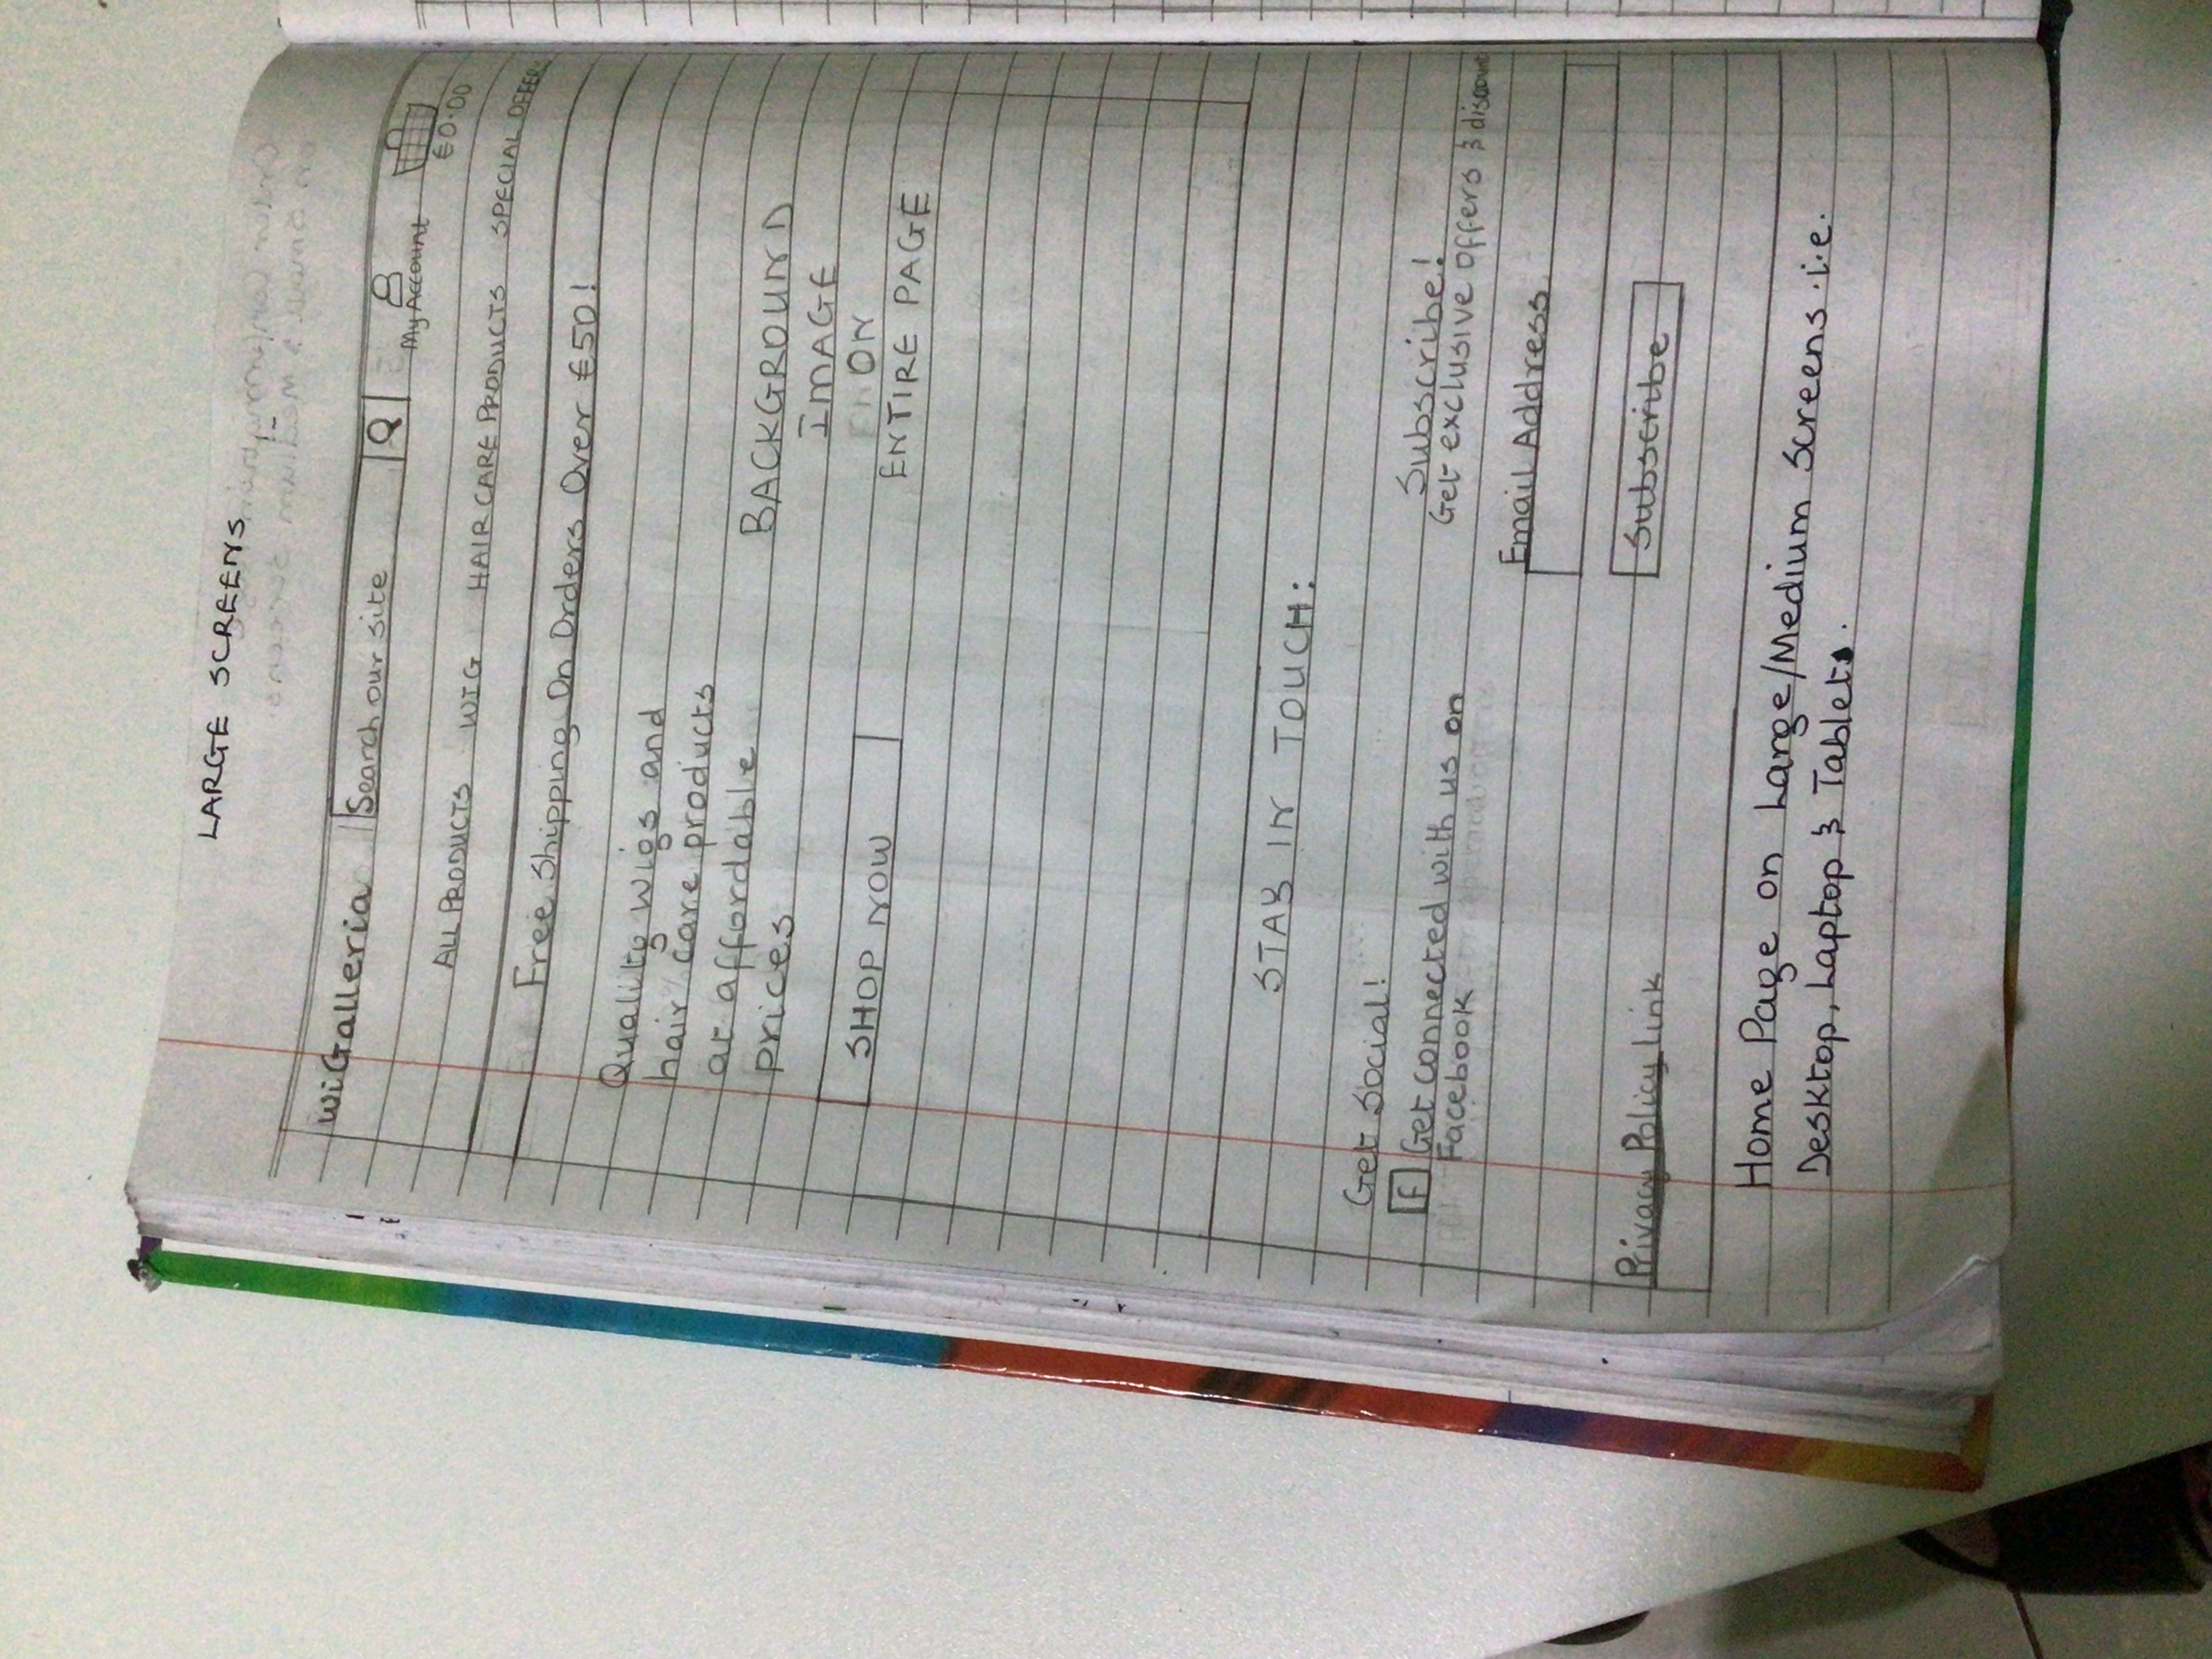 LARGE SCREENS
WiGalleria
Search our site
My Account
€0.00
ALL PRODUCTS WIG HAIR CARE PRODUCTS SPECIAL OFFERS
Free Shipping On Orders Over €50!
Quality wigs and
hair care products
at affordable
prices
SHOP NOW
BACKGROUND
IMAGE
ON
ENTIRE PAGE
STAY IN TOUCH:
Get Social!
F Get connected with us on
Facebook
Subscribe!
Get exclusive offers & discount
Email Address
Subscribe
Privacy Policy link
Home Page on Large/Medium Screens i.e.
Desktop, Laptop & Tablets.